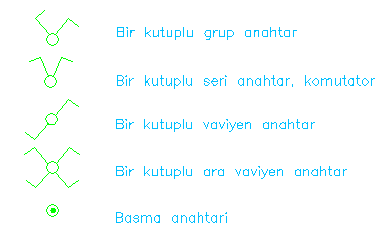 Bir kutuplu grup anahtar
Bir kutuplu seri anahtar, komutator
Bir kutuplu vaviyen anahtar
Bir kutuplu ara vaviyen anahtar
Basma anahtari